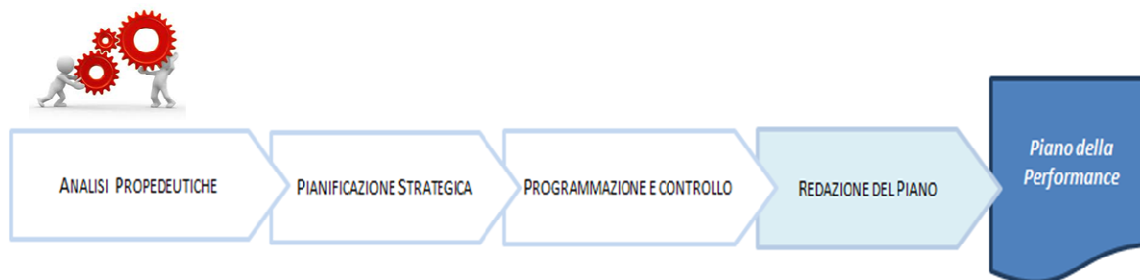 ANALISI PROPEDEUTICHE
PIANIFICAZIONE STRATEGICA
PROGRAMMAZIONE E CONTROLLO
REDAZIONE DEL PIANO
Piano della
Performance